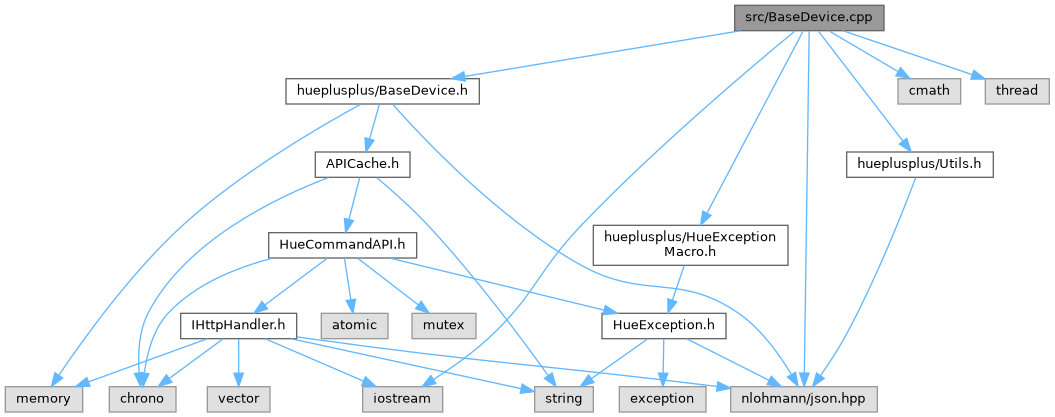 src/BaseDevice.cpp
hueplusplus/BaseDevice.h
cmath
thread
APICache.h
hueplusplus/Utils.h
HueCommandAPI.h
hueplusplus/HueException
Macro.h
IHttpHandler.h
atomic
mutex
HueException.h
memory
chrono
vector
iostream
string
exception
nlohmann/json.hpp